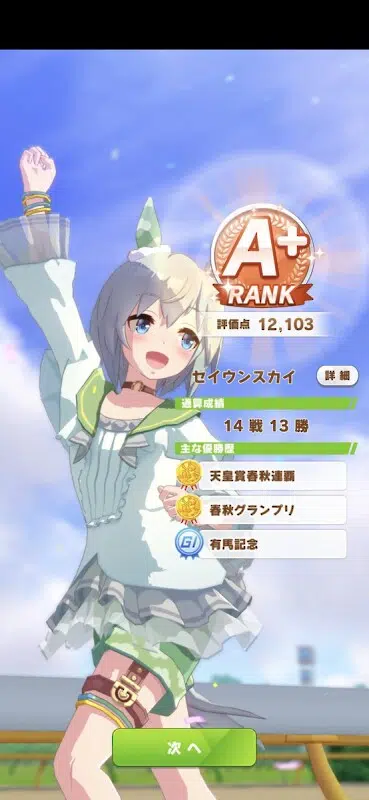 A+
RANK
評価点 12,103
セイウンスカイ
詳細
通算成績
14 戦 13 勝
主な優勝歴
天皇賞春秋連覇
春秋グランプリ
GI 有馬記念
次へ